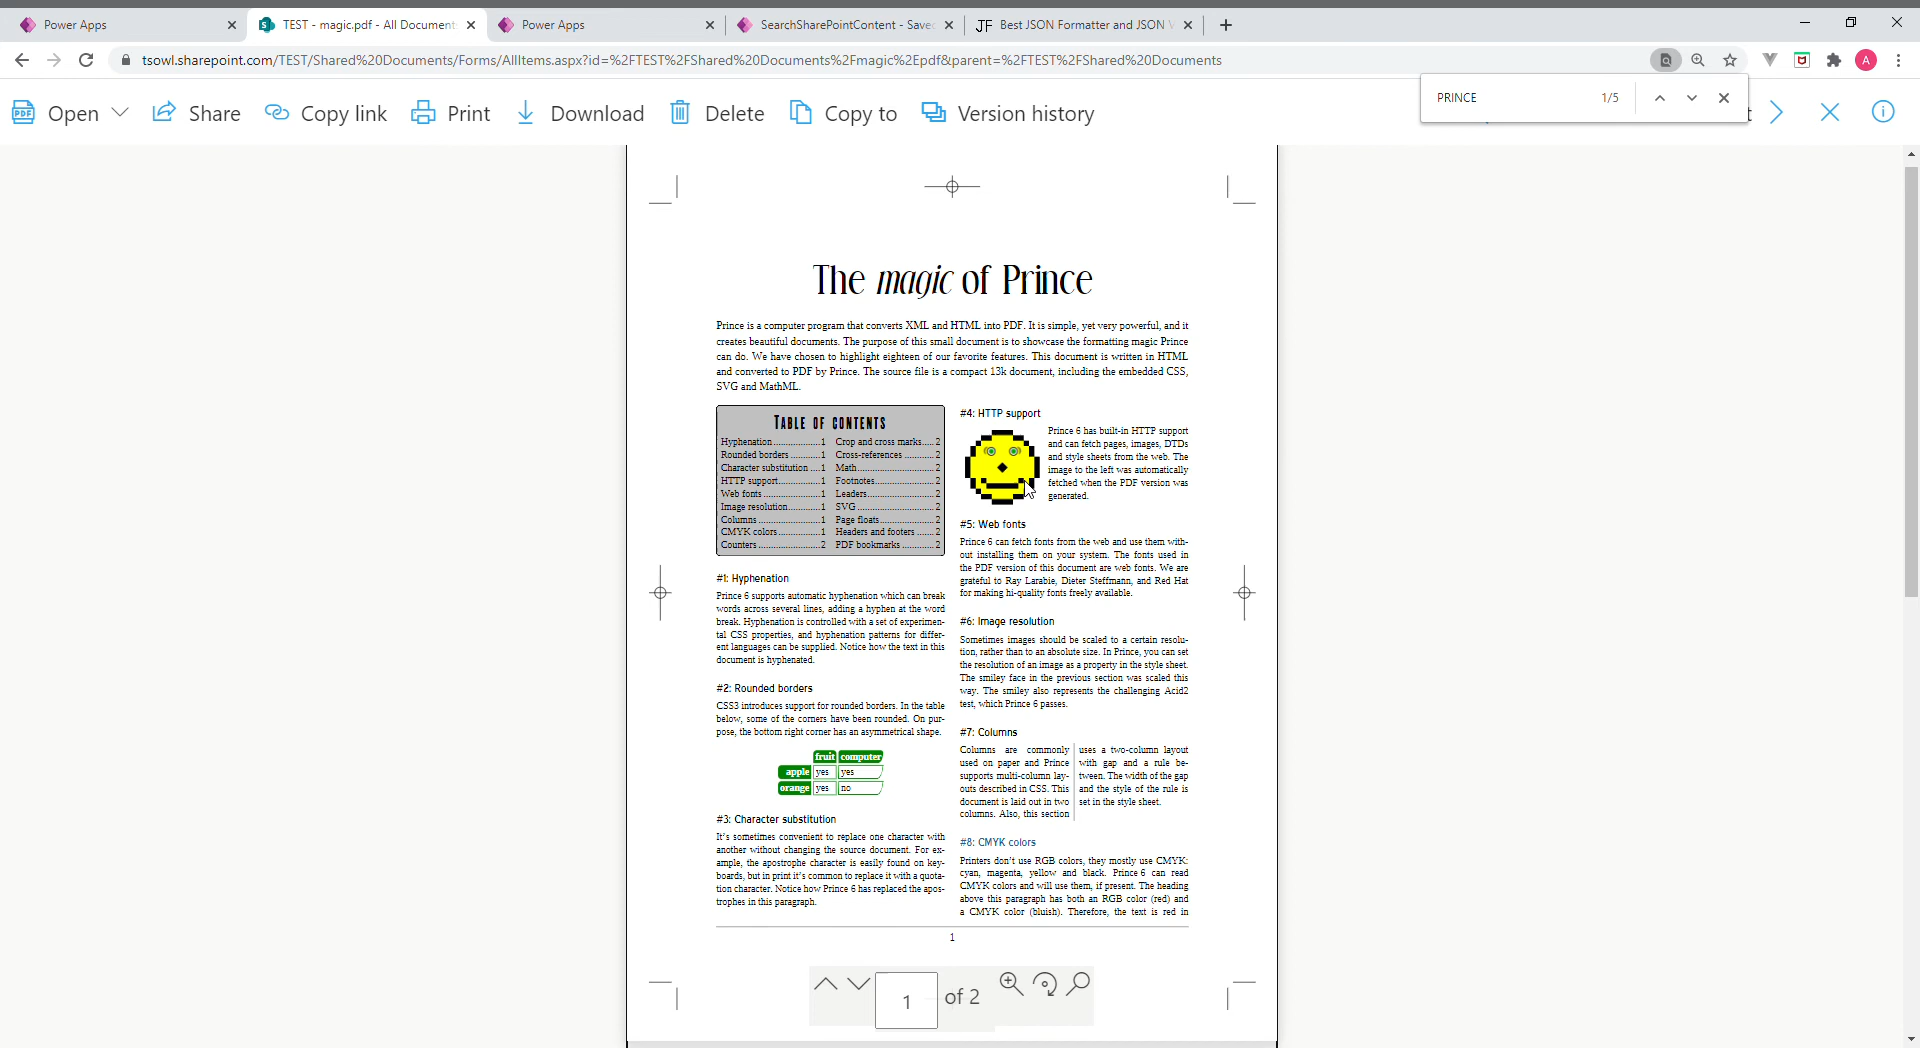 Power Apps
TEST - magic.pdf - All Document
Power Apps
SearchSharePointContent - Save
Best JSON Formatter and JSON V
tsowl.sharepoint.com/TEST/Shared%20Documents/Forms/AllItems.aspx?id=%2FTEST%2FShared%20Documents%2Fmagic%2Epdf&parent=%2FTEST%2FShared%20Documents
A
PRINCE 1/5
Open
Share
Copy link
Print
Download
Delete
Copy to
Version history
The magic of Prince
Prince is a computer program that converts XML and HTML into PDF. It is simple, yet very powerful, and it
creates beautiful documents. The purpose of this small document is to showcase the formatting magic Prince
can do. We have chosen to highlight eighteen of our favorite features. This document is written in HTML
and converted to PDF by Prince. The source file is a compact 13k document, including the embedded CSS,
SVG and MathML.
TABLE OF CONTENTS
Hyphenation....................1
Rounded borders ............1
Character substitution ....1
HTTP support.................1
Web fonts ......................1
Image resolution............1
Columns ........................1
CMYK colors.................1
Counters ........................2
Crop and cross marks.....2
Cross-references ............2
Math...............................2
Footnotes.......................2
Leaders..........................2
SVG ...............................2
Page floats.....................2
Headers and footers .......2
PDF bookmarks .............2
#1: Hyphenation
Prince 6 supports automatic hyphenation which can break
words across several lines, adding a hyphen at the word
break. Hyphenation is controlled with a set of experimen-
tal CSS properties, and hyphenation patterns for differ-
ent languages can be supplied. Notice how the text in this
document is hyphenated.
#2: Rounded borders
CSS3 introduces support for rounded borders. In the table
below, some of the corners have been rounded. On pur-
pose, the bottom right corner has an asymmetrical shape.
fruit computer
apple yes yes
orange yes no
#3: Character substitution
It's sometimes convenient to replace one character with
another without changing the source document. For ex-
ample, the apostrophe character is easily found on key-
boards, but in print it's common to replace it with a quota-
tion character. Notice how Prince 6 has replaced the apos-
trophes in this paragraph.
#4: HTTP support
Prince 6 has built-in HTTP support
and can fetch pages, images, DTDs
and style sheets from the web. The
image to the left was automatically
fetched when the PDF version was
generated.
#5: Web fonts
Prince 6 can fetch fonts from the web and use them with-
out installing them on your system. The fonts used in
the PDF version of this document are web fonts. We are
grateful to Ray Larabie, Dieter Steffmann, and Red Hat
for making hi-quality fonts freely available.
#6: Image resolution
Sometimes images should be scaled to a certain resolu-
tion, rather than to an absolute size. In Prince, you can set
the resolution of an image as a property in the style sheet.
The smiley face in the previous section was scaled this
way. The smiley also represents the challenging Acid2
test, which Prince 6 passes.
#7: Columns
Columns are commonly
used on paper and Prince
supports multi-column lay-
outs described in CSS. This
document is laid out in two
columns. Also, this section
uses a two-column layout
with gap and a rule be-
tween. The width of the gap
and the style of the rule is
set in the style sheet.
#8: CMYK colors
Printers don't use RGB colors, they mostly use CMYK:
cyan, magenta, yellow and black. Prince 6 can read
CMYK colors and will use them, if present. The heading
above this paragraph has both an RGB color (red) and
a CMYK color (bluish). Therefore, the text is red in
1
1 of 2